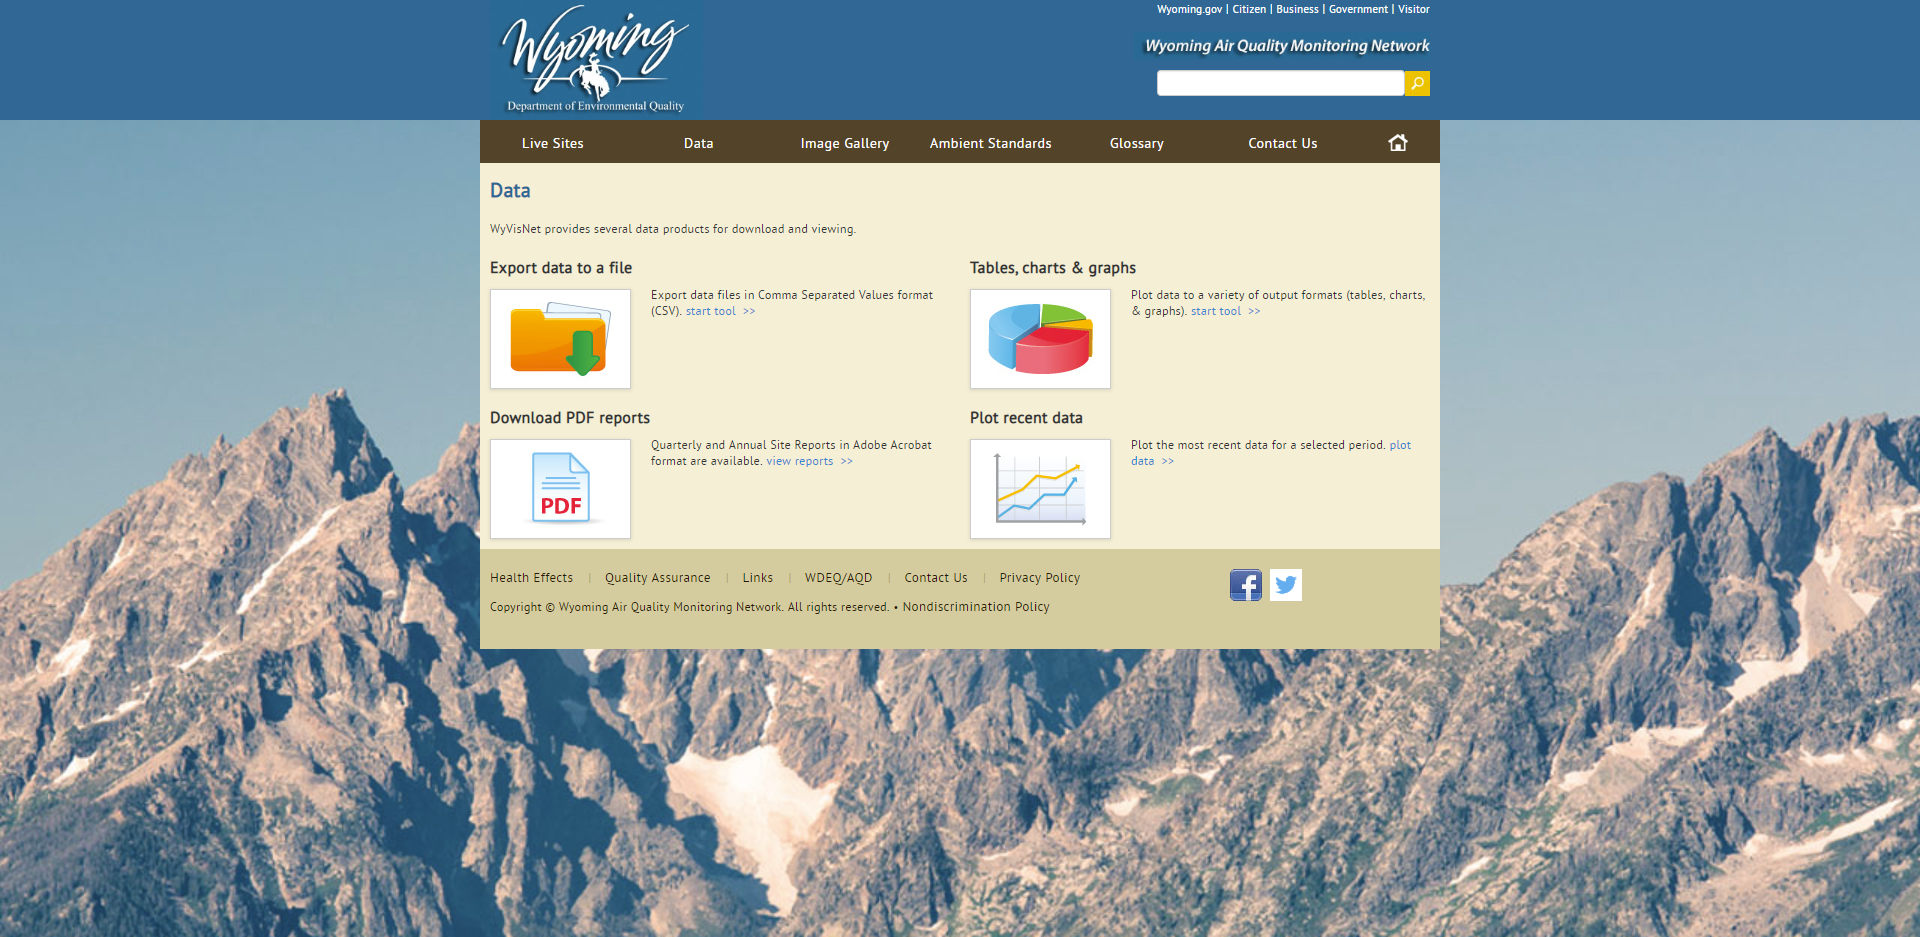 Wyoming
Department of Environmental Quality
Wyoming.gov | Citizen | Business | Government | Visitor
Wyoming Air Quality Monitoring Network
Live Sites
Data
Image Gallery
Ambient Standards
Glossary
Contact Us
Data
WyVisNet provides several data products for download and viewing.
Export data to a file
Export data files in Comma Separated Values format
(CSV). start tool >>
Tables, charts & graphs
Plot data to a variety of output formats (tables, charts,
& graphs). start tool >>
Download PDF reports
PDF
Quarterly and Annual Site Reports in Adobe Acrobat
format are available. view reports >>
Plot recent data
Plot the most recent data for a selected period. plot
data >>
Health Effects | Quality Assurance | Links | WDEQ/AQD | Contact Us | Privacy Policy
Copyright © Wyoming Air Quality Monitoring Network. All rights reserved. • Nondiscrimination Policy